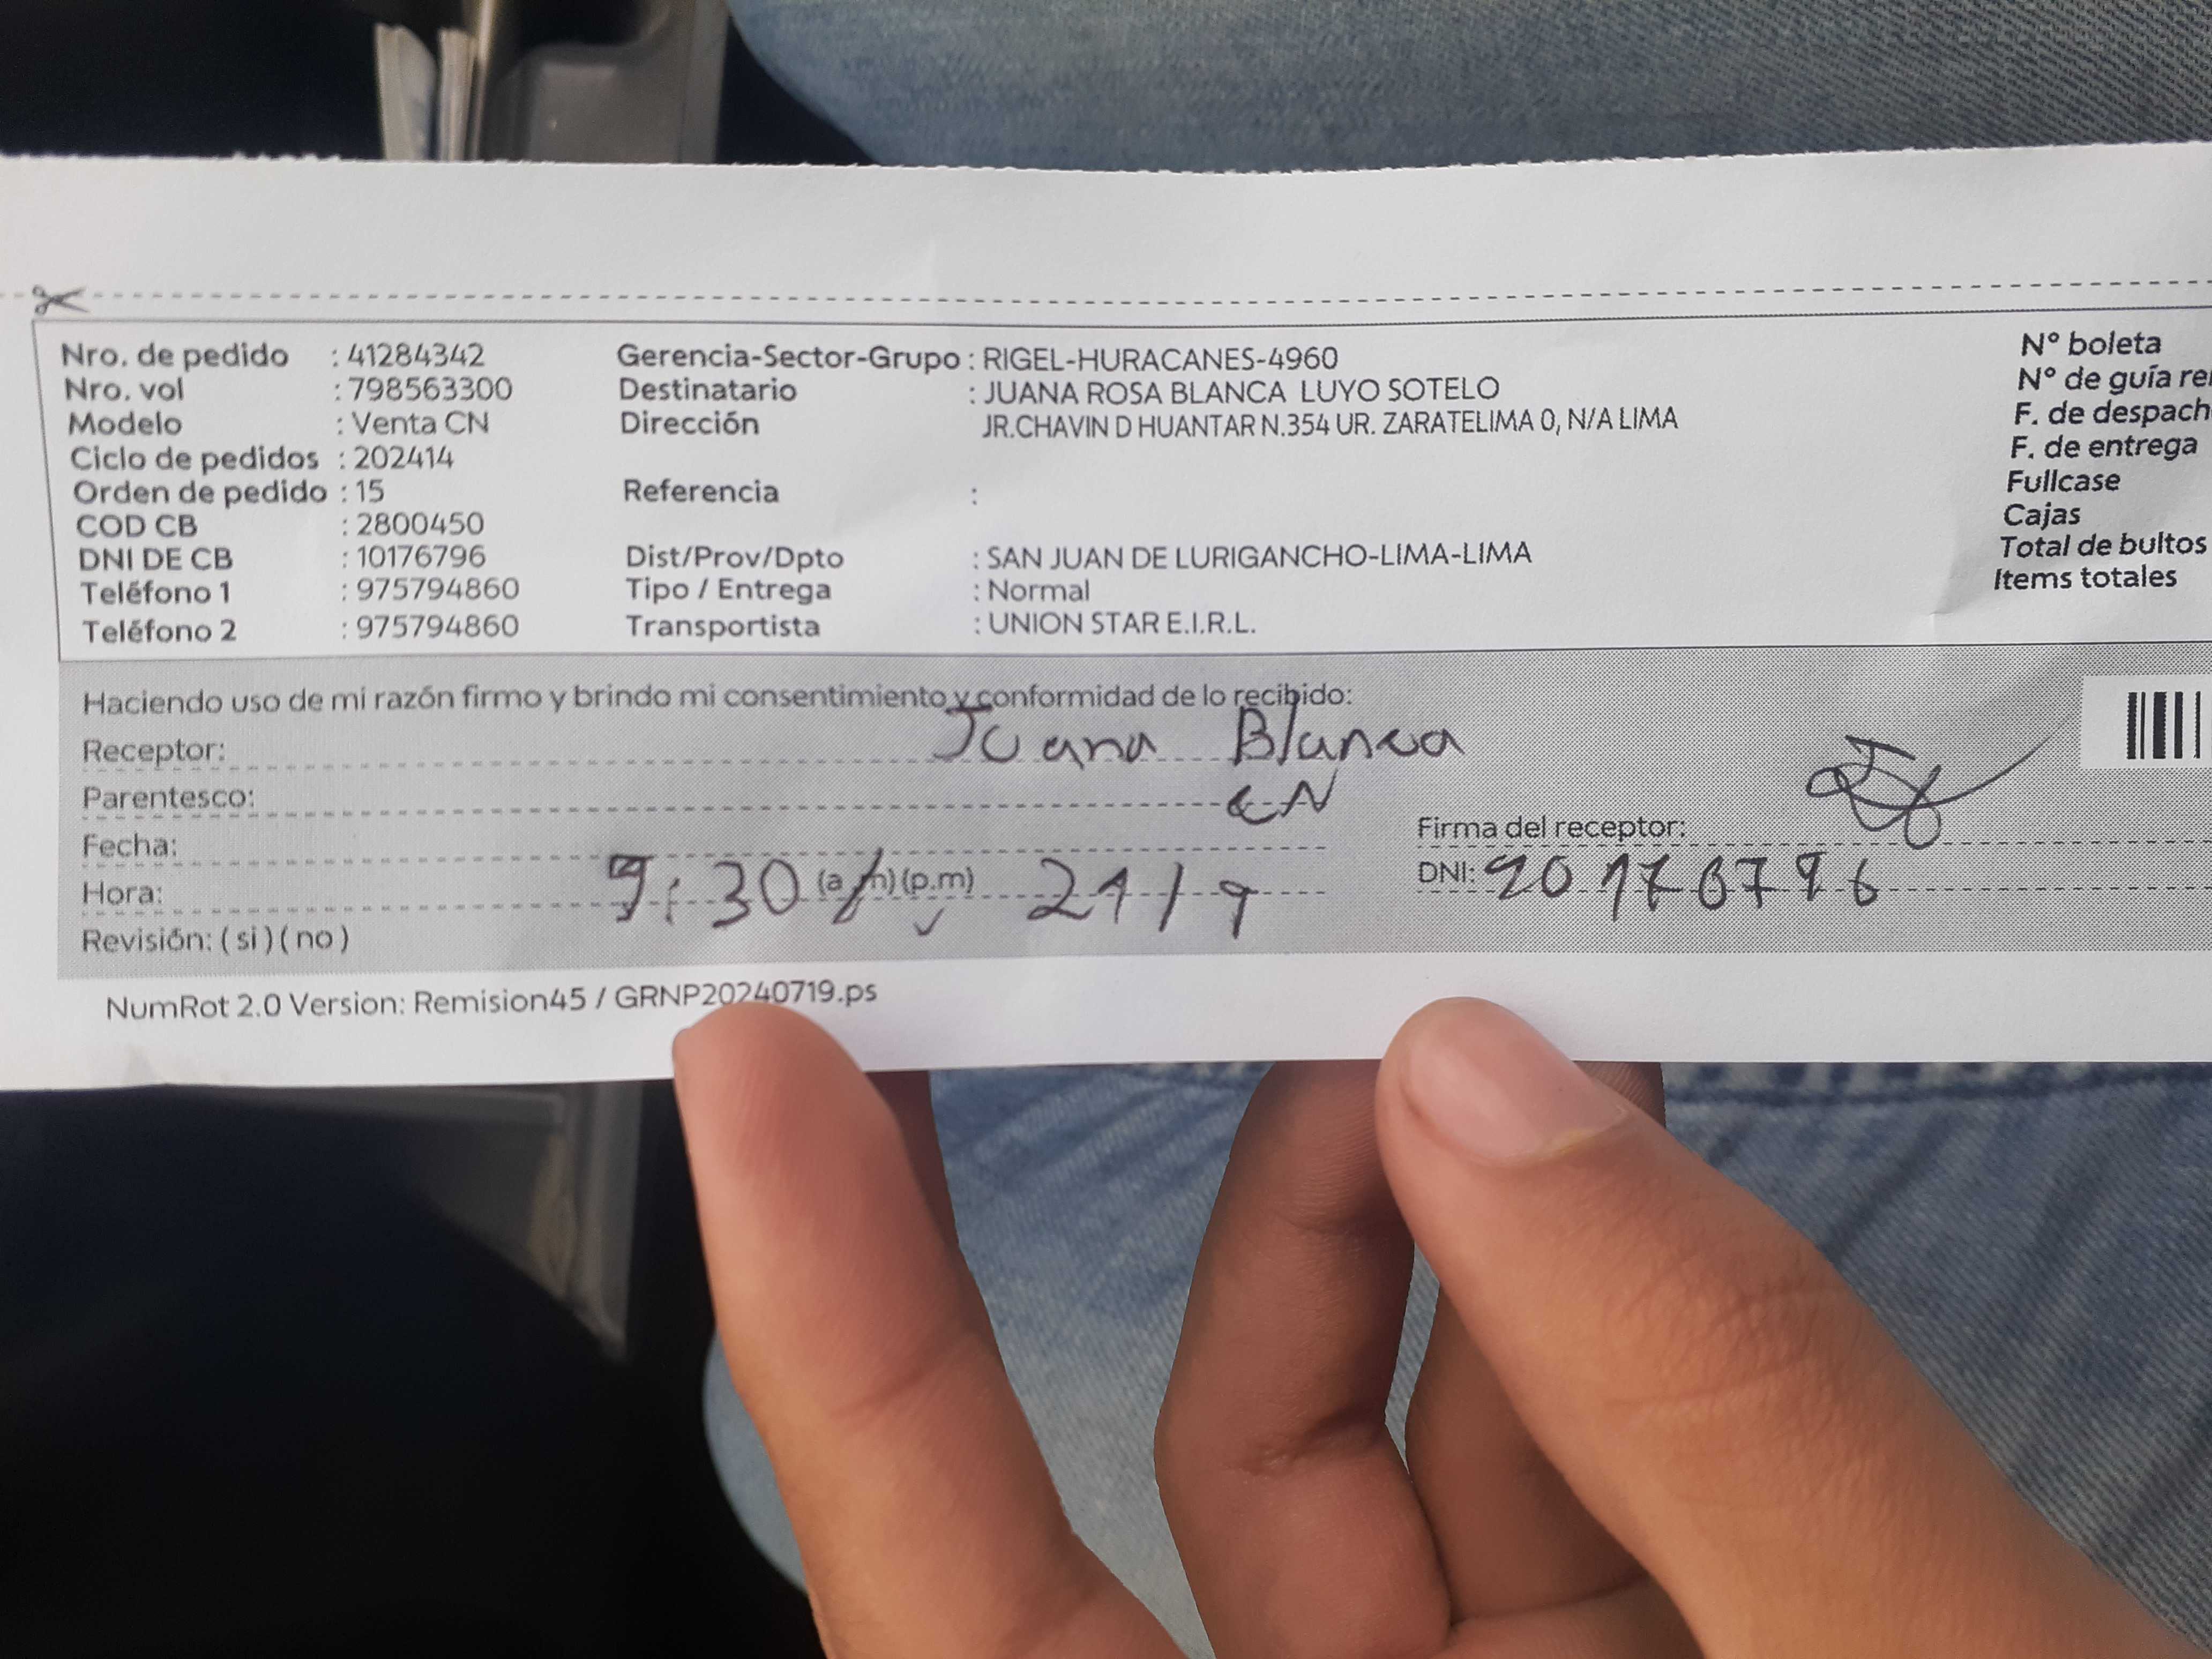 Nro. de pedido : 41284342 Gerencia-Sector-Grupo : RIGEL-HURACANES-4960 N° boleta
Nro. vol : 798563300 Destinatario : JUANA ROSA BLANCA LUYO SOTELO N° de guía re
Modelo : Venta CN Dirección JR.CHAVIN D HUANTAR N.354 UR. ZARATELIMA 0, N/A LIMA F. de despach
Ciclo de pedidos : 202414 F. de entrega
Orden de pedido : 15 Referencia : Fullcase
COD CB : 2800450 Cajas
DNI DE CB : 10176796 Dist/Prov/Dpto : SAN JUAN DE LURIGANCHO-LIMA-LIMA Total de bultos
Teléfono 1 : 975794860 Tipo / Entrega : Normal Items totales
Teléfono 2 : 975794860 Transportista : UNION STAR E.I.R.L.
Haciendo uso de mi razón firmo y brindo mi consentimiento y conformidad de lo recibido:
Receptor: Juana Blanca
Parentesco: CN
Fecha: Firma del receptor:
Hora: 9:30 (a.m) (p.m) 21/9 DNI:
Revisión: ( si ) ( no )
NumRot 2.0 Version: Remision45 / GRNP20240719.ps